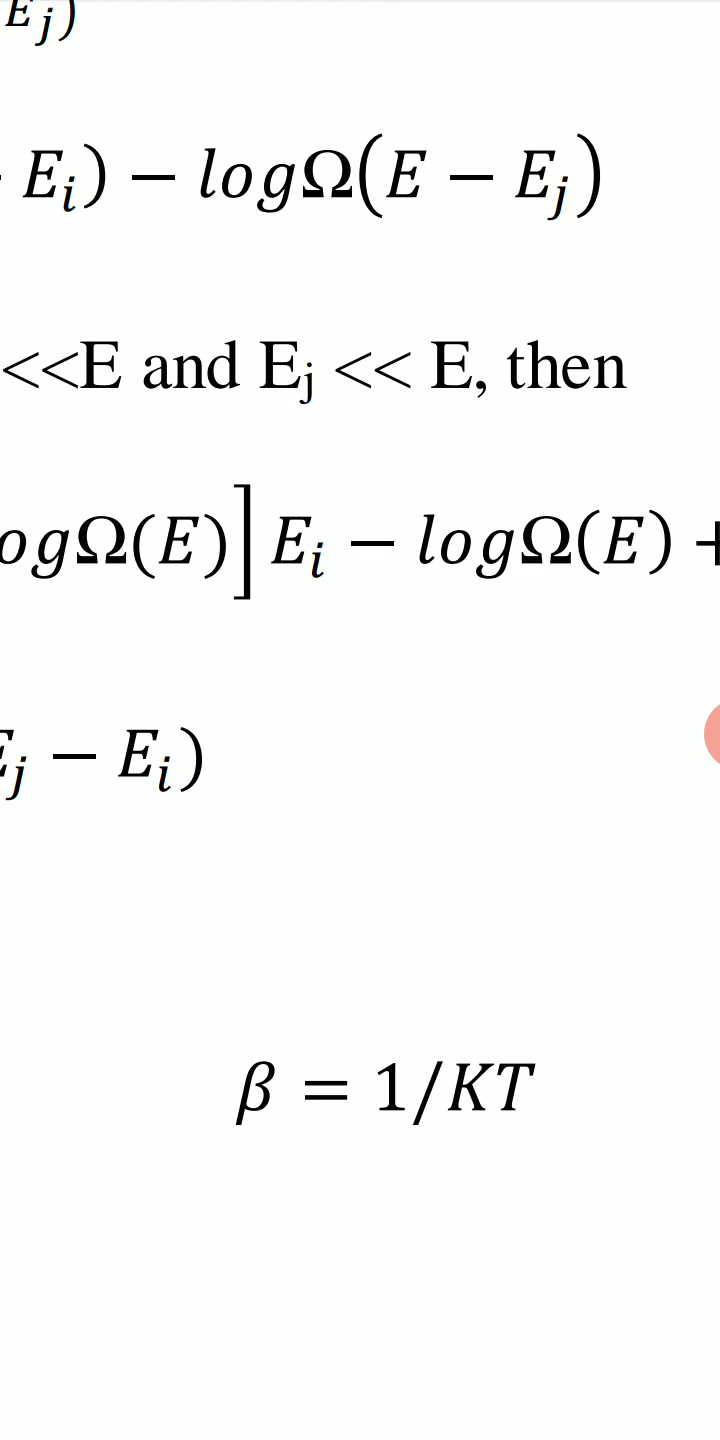 E_j)
E_i) − logΩ(E − E_j)
<<E and E_j << E, then
ogΩ(E)] E_i − logΩ(E) +
E_j − E_i)
β = 1/KT